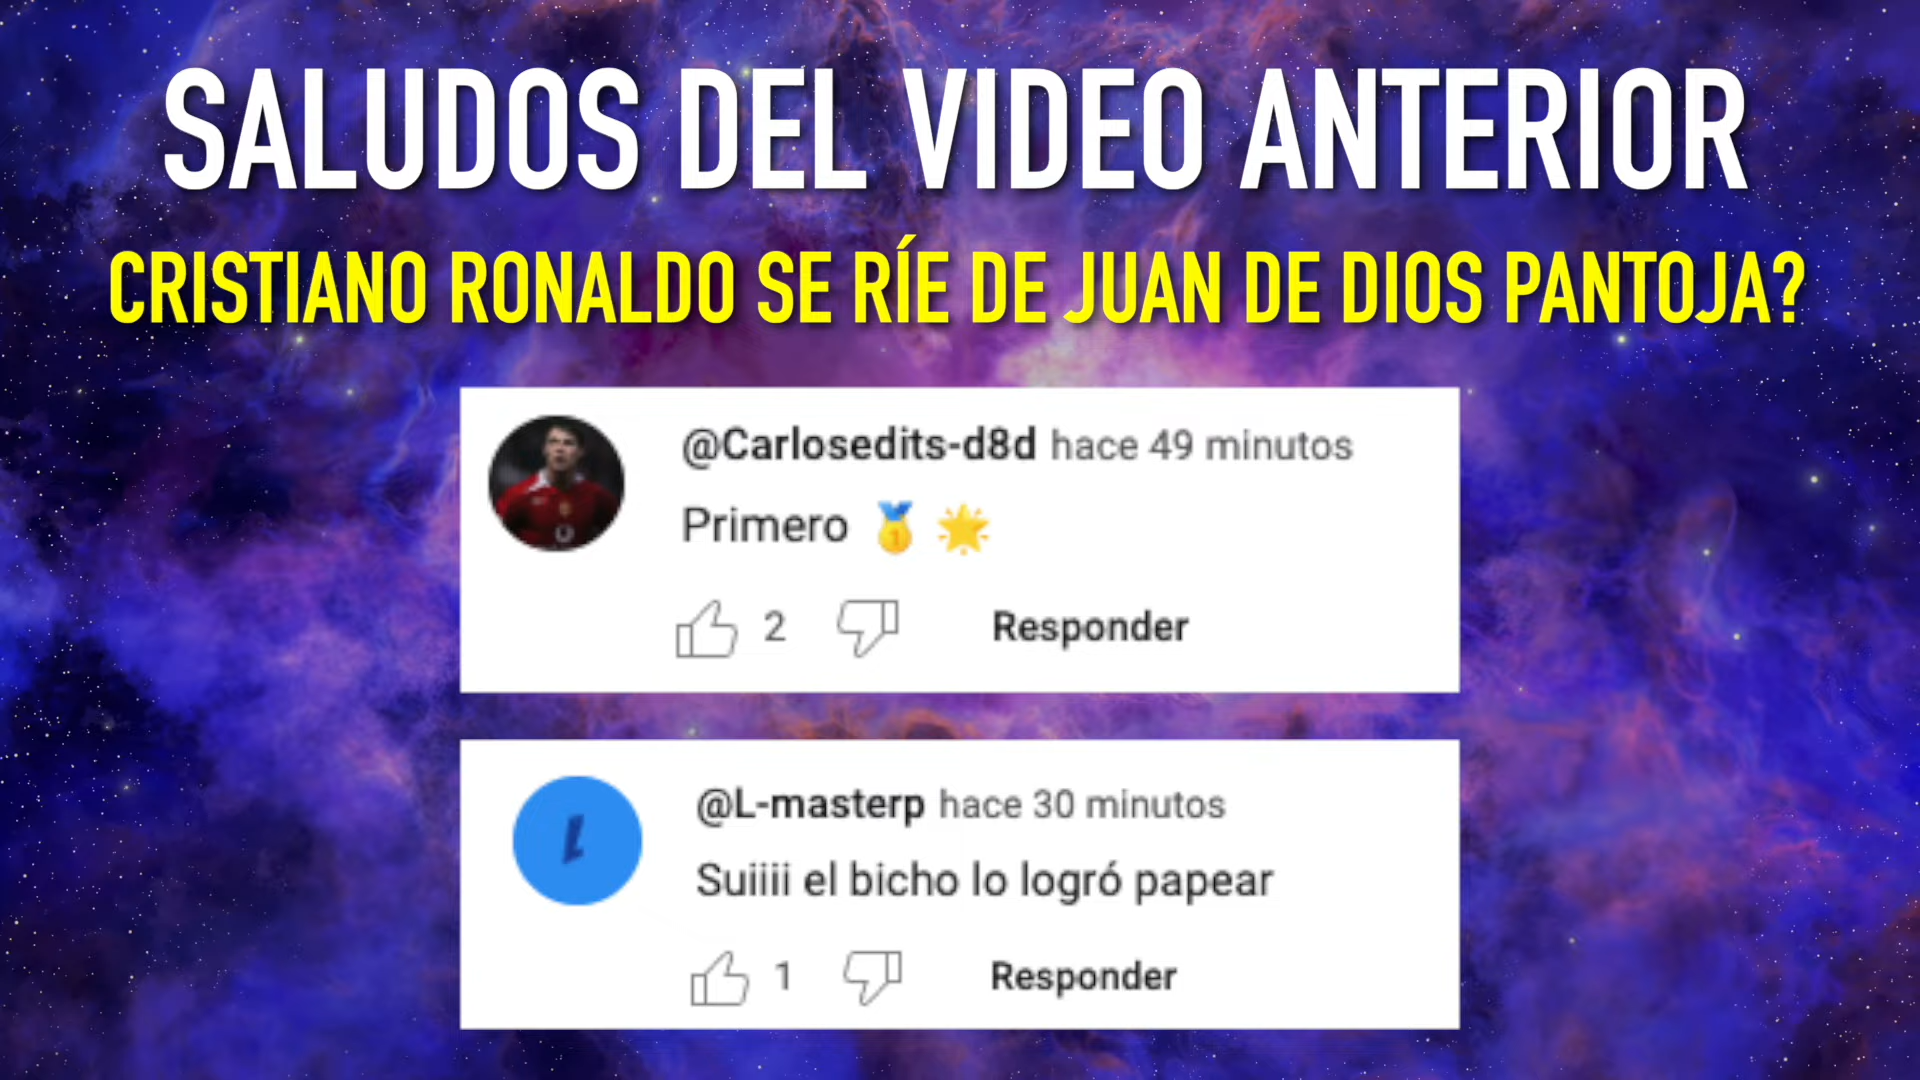 SALUDOS DEL VIDEO ANTERIOR
CRISTIANO RONALDO SE RÍE DE JUAN DE DIOS PANTOJA?
@Carlosedits-d8d hace 49 minutos
Primero 🥇 🌟
2 Responder
L
@L-masterp hace 30 minutos
Suiiii el bicho lo logró papear
1 Responder